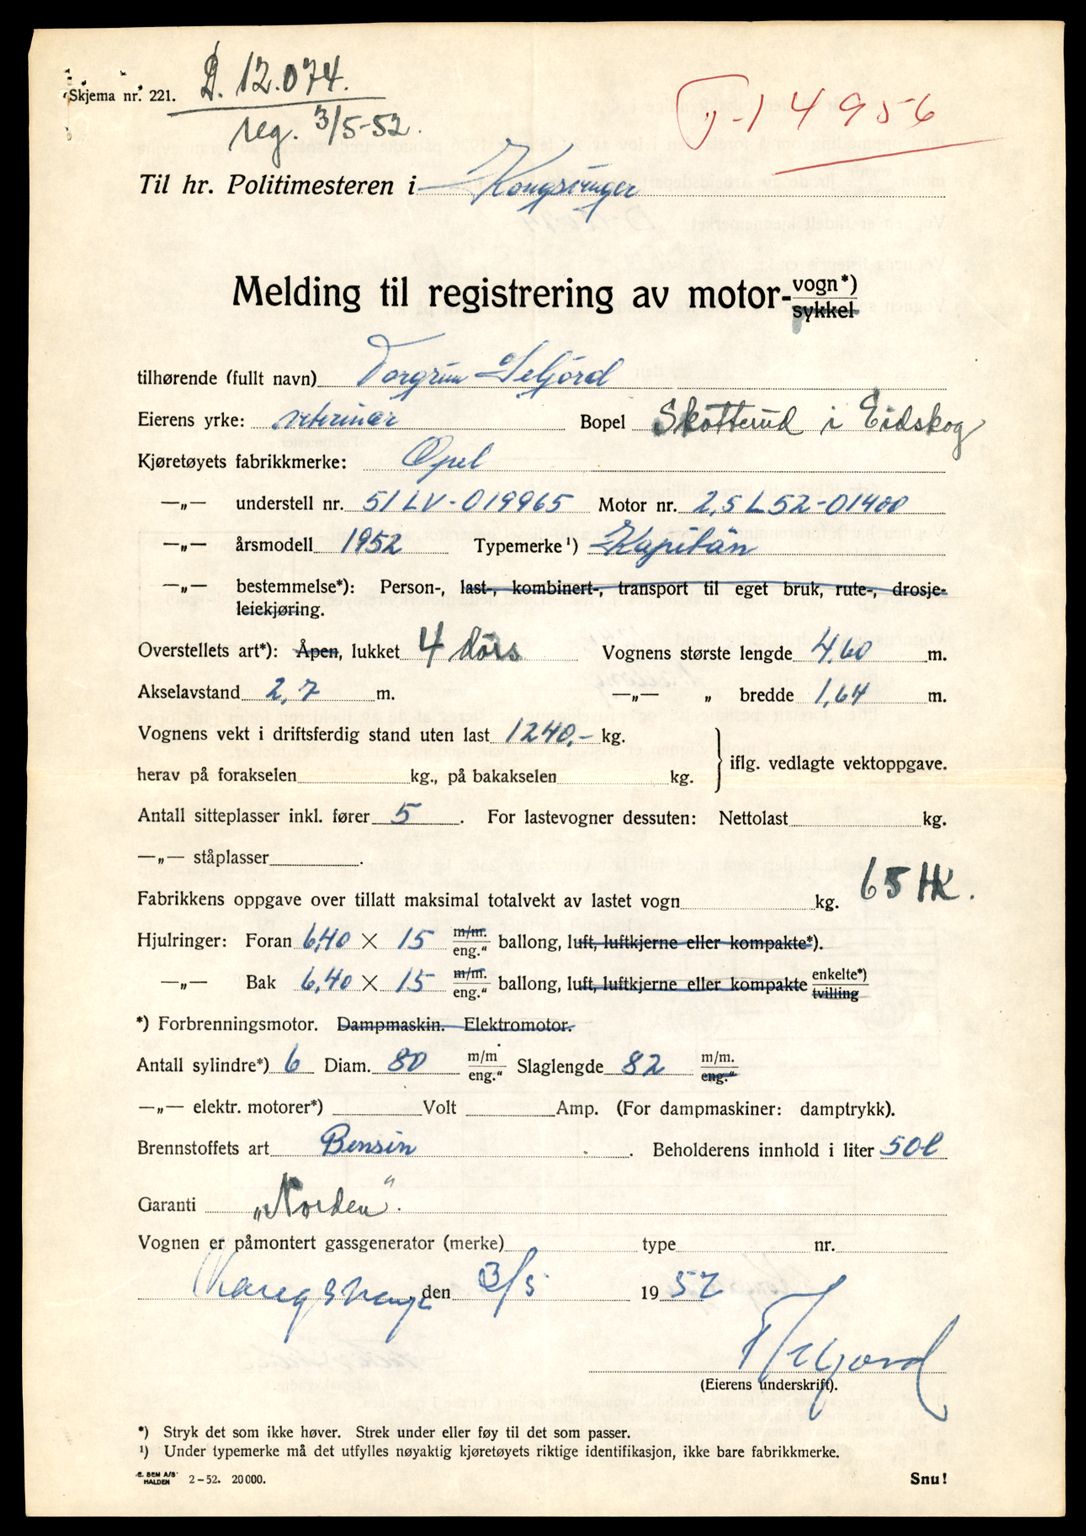 Skjema nr. 221.
D. 12.074.
reg. 3/5-52.
-14956
Til hr. Politimesteren i Kongsvinger
Melding til registrering av motor-vogn*)
sykkel
tilhørende (fullt navn) Torgrim Seljord
Eierens yrke: veterinær Bopel Skotterud i Eidskog
Kjøretøyets fabrikkmerke: Opel
—„— understell nr. 51LV-019965 Motor nr. 2,5L52-01400
—„— årsmodell 1952 Typemerke¹) Kapitän
—„— bestemmelse*): Person-, last-, kombinert-, transport til eget bruk, rute-, drosje-
leiekjøring.
Overstellets art*): Åpen, lukket 4 dørs Vognens største lengde 4,60 m.
Akselavstand 2,7 m. —„— „ bredde 1,64 m.
Vognens vekt i driftsferdig stand uten last 1240,- kg.
herav på forakselen kg., på bakakselen kg. iflg. vedlagte vektoppgave.
Antall sitteplasser inkl. fører 5. For lastevogner dessuten: Nettolast kg.
—„— ståplasser .
65 HK.
Fabrikkens oppgave over tillatt maksimal totalvekt av lastet vogn kg.
Hjulringer: Foran 6,40 × 15 m/m. eng.“ ballong, luft, luftkjerne eller kompakte*).
—„— Bak 6,40 × 15 m/m. eng.“ ballong, luft, luftkjerne eller kompakte enkelte*) tvilling
*) Forbrenningsmotor. Dampmaskin. Elektromotor.
Antall sylindre*) 6 Diam. 80 m/m eng.“ Slaglengde 82 m/m. eng.“
—„— elektr. motorer*) Volt Amp. (For dampmaskiner: damptrykk).
Brennstoffets art Bensin . Beholderens innhold i liter 50 l
Garanti „Norden“.
Vognen er påmontert gassgenerator (merke) type nr.
den 3/5 1952
Seljord
(Eierens underskrift).
*) Stryk det som ikke høver. Strek under eller føy til det som passer.
¹) Under typemerke må det utfylles nøyaktig kjøretøyets riktige identifikasjon, ikke bare fabrikkmerke.
E. SEM A/S
HALDEN 2-52. 20 000. Snu!